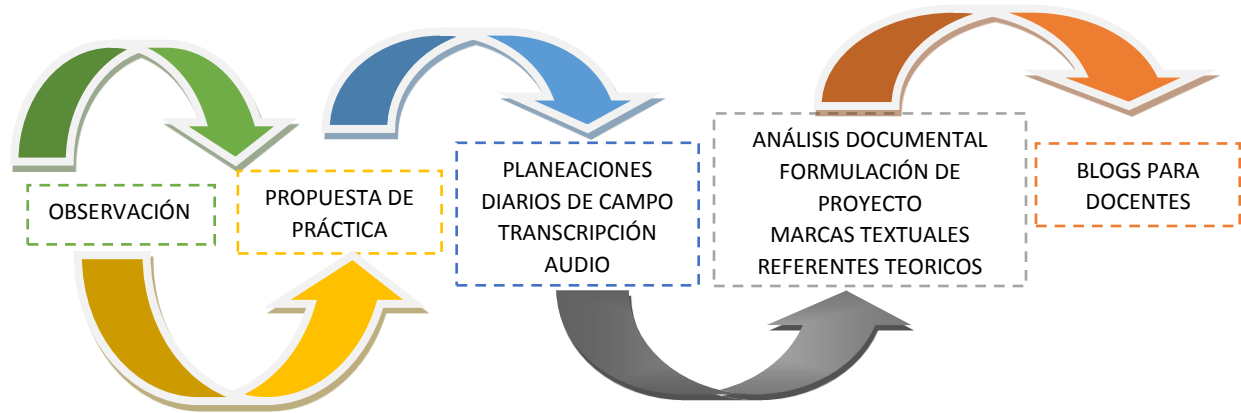 OBSERVACIÓN
PROPUESTA DE
PRÁCTICA
PLANEACIONES
DIARIOS DE CAMPO
TRANSCRIPCIÓN
AUDIO
ANÁLISIS DOCUMENTAL
FORMULACIÓN DE
PROYECTO
MARCAS TEXTUALES
REFERENTES TEORICOS
BLOGS PARA
DOCENTES